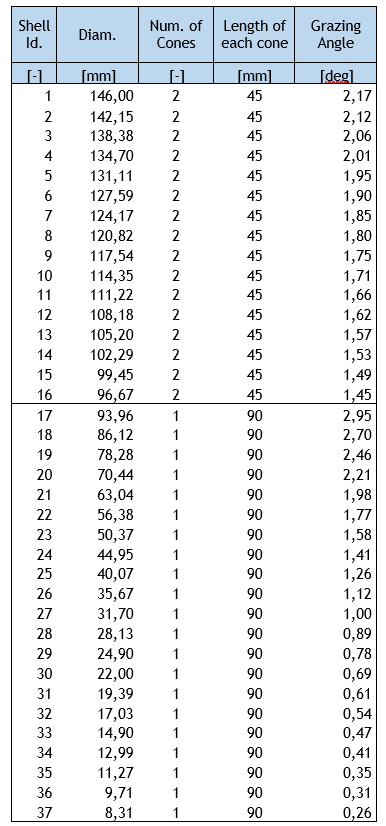 Shell Id. Diam. Num. of Cones Length of each cone Grazing Angle
[-] [mm] [-] [mm] [deg]
1 146,00 2 45 2,17
2 142,15 2 45 2,12
3 138,38 2 45 2,06
4 134,70 2 45 2,01
5 131,11 2 45 1,95
6 127,59 2 45 1,90
7 124,17 2 45 1,85
8 120,82 2 45 1,80
9 117,54 2 45 1,75
10 114,35 2 45 1,71
11 111,22 2 45 1,66
12 108,18 2 45 1,62
13 105,20 2 45 1,57
14 102,29 2 45 1,53
15 99,45 2 45 1,49
16 96,67 2 45 1,45
17 93,96 1 90 2,95
18 86,12 1 90 2,70
19 78,28 1 90 2,46
20 70,44 1 90 2,21
21 63,04 1 90 1,98
22 56,38 1 90 1,77
23 50,37 1 90 1,58
24 44,95 1 90 1,41
25 40,07 1 90 1,26
26 35,67 1 90 1,12
27 31,70 1 90 1,00
28 28,13 1 90 0,89
29 24,90 1 90 0,78
30 22,00 1 90 0,69
31 19,39 1 90 0,61
32 17,03 1 90 0,54
33 14,90 1 90 0,47
34 12,99 1 90 0,41
35 11,27 1 90 0,35
36 9,71 1 90 0,31
37 8,31 1 90 0,26